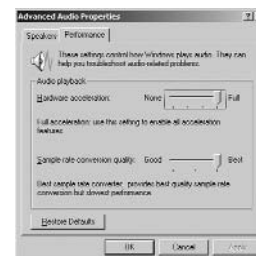 Advanced Audio Properties
Speakers Performance
These settings control how Windows plays audio. They can
help you troubleshoot audio-related problems.
Audio playback
Hardware acceleration: None Full
Full acceleration: use this setting to enable all acceleration
features.
Sample rate conversion quality: Good Best
Best sample rate converter: provides best quality sample rate
conversion but slowest performance.
Restore Defaults
OK Cancel Apply